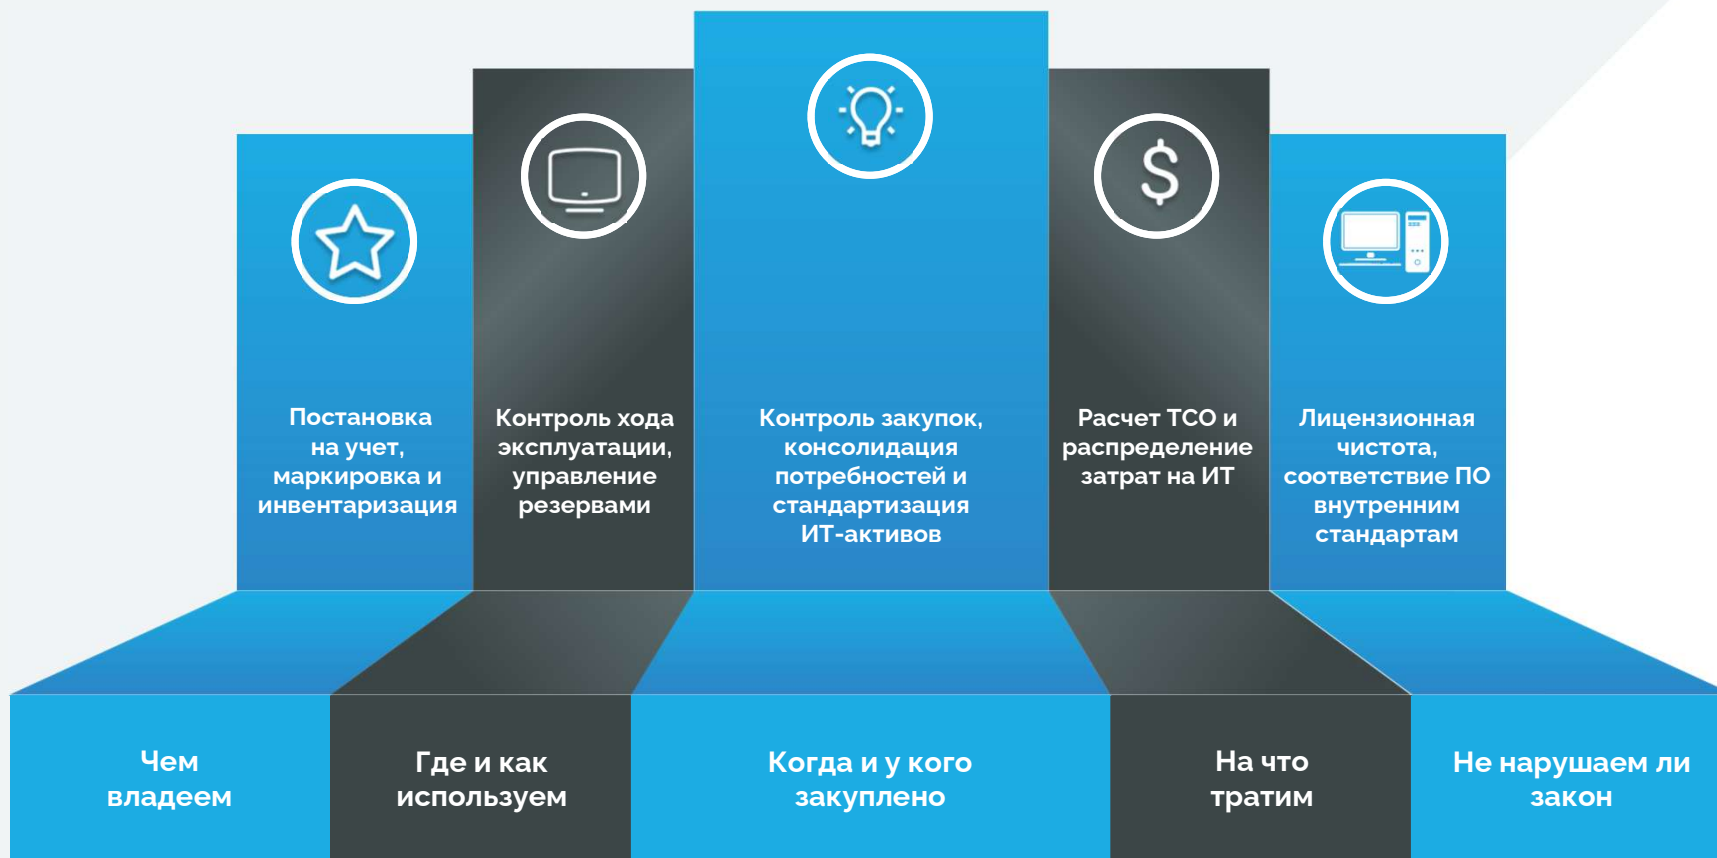 Постановка
на учет,
маркировка и
инвентаризация
Контроль хода
эксплуатации,
управление
резервами
Контроль закупок,
консолидация
потребностей и
стандартизация
ИТ-активов
$
Расчет ТСО и
распределение
затрат на ИТ
Лицензионная
чистота,
соответствие ПО
внутренним
стандартам
Чем
владеем
Где и как
используем
Когда и у кого
закуплено
На что
тратим
Не нарушаем ли
закон